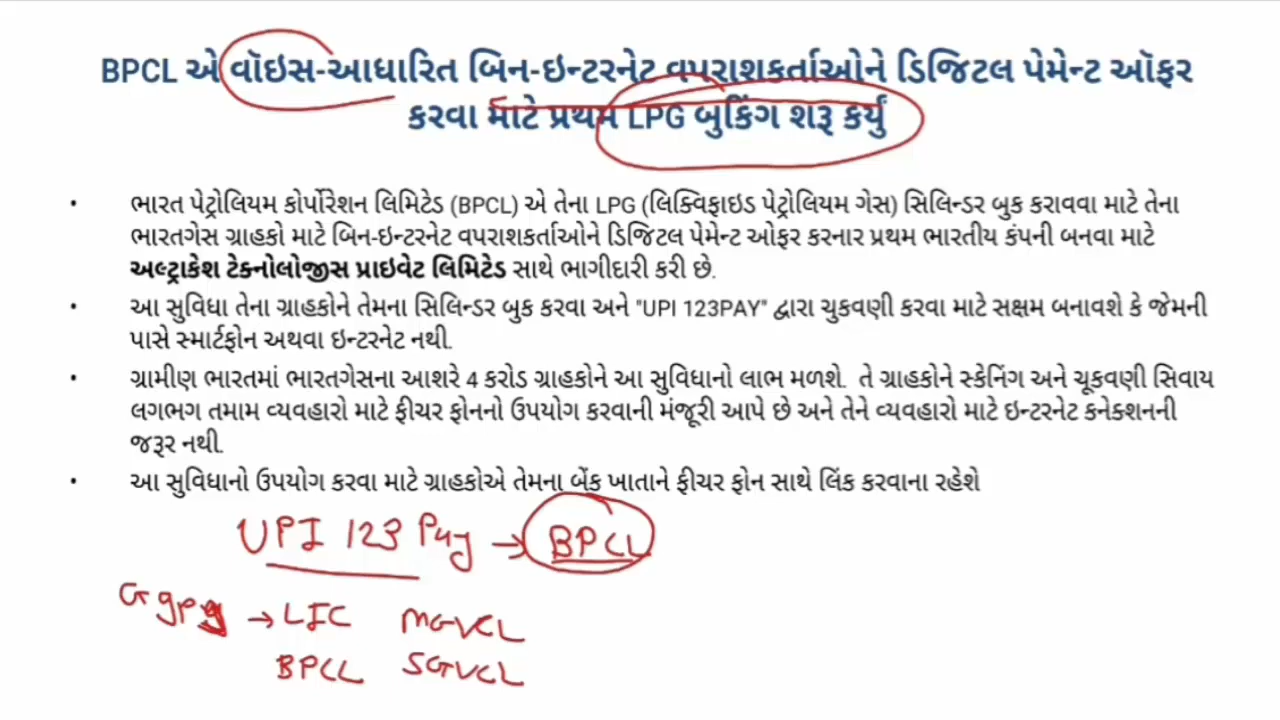 BPCL એ વૉઇસ-આધારિત બિન-ઇન્ટરનેટ વપરાશકર્તાઓને ડિજિટલ પેમેન્ટ ઑફર
કરવા માટે પ્રથમ LPG બુકિંગ શરૂ કર્યું
• ભારત પેટ્રોલિયમ કોર્પોરેશન લિમિટેડ (BPCL) એ તેના LPG (લિક્વિફાઇડ પેટ્રોલિયમ ગેસ) સિલિન્ડર બુક કરાવવા માટે તેના
ભારતગેસ ગ્રાહકો માટે બિન-ઇન્ટરનેટ વપરાશકર્તાઓને ડિજિટલ પેમેન્ટ ઓફર કરનાર પ્રથમ ભારતીય કંપની બનવા માટે
અલ્ટ્રાકેશ ટેક્નોલોજીસ પ્રાઇવેટ લિમિટેડ સાથે ભાગીદારી કરી છે.
• આ સુવિધા તેના ગ્રાહકોને તેમના સિલિન્ડર બુક કરવા અને "UPI 123PAY" દ્વારા ચુકવણી કરવા માટે સક્ષમ બનાવશે કે જેમની
પાસે સ્માર્ટફોન અથવા ઇન્ટરનેટ નથી.
• ગ્રામીણ ભારતમાં ભારતગેસના આશરે 4 કરોડ ગ્રાહકોને આ સુવિધાનો લાભ મળશે. તે ગ્રાહકોને સ્કેનિંગ અને ચૂકવણી સિવાય
લગભગ તમામ વ્યવહારો માટે ફીચર ફોનનો ઉપયોગ કરવાની મંજૂરી આપે છે અને તેને વ્યવહારો માટે ઇન્ટરનેટ કનેક્શનની
જરૂર નથી.
• આ સુવિધાનો ઉપયોગ કરવા માટે ગ્રાહકોએ તેમના બેંક ખાતાને ફીચર ફોન સાથે લિંક કરવાના રહેશે
UPI 123 Pay → BPCL
→ LIC MGVCL
BPCL SGVCL